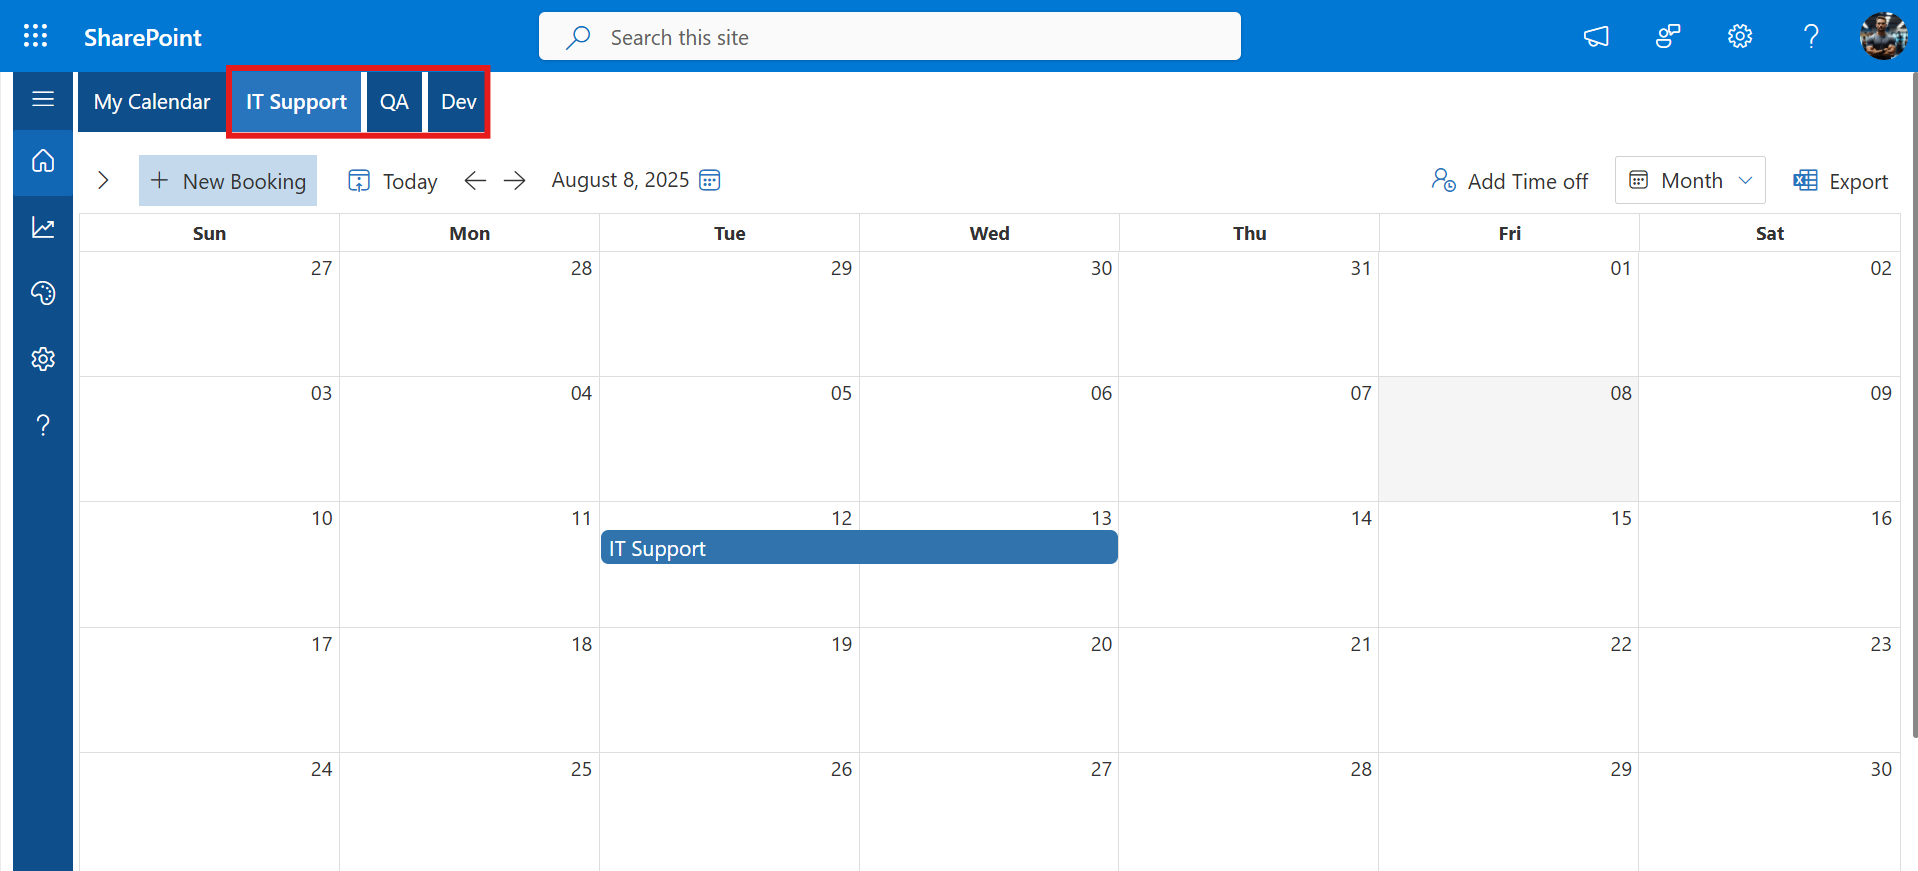 SharePoint
Search this site
My Calendar IT Support QA Dev
+ New Booking Today August 8, 2025 Add Time off Month Export
Sun Mon Tue Wed Thu Fri Sat
27 28 29 30 31 01 02
03 04 05 06 07 08 09
10 11 12 13 14 15 16
IT Support
17 18 19 20 21 22 23
24 25 26 27 28 29 30